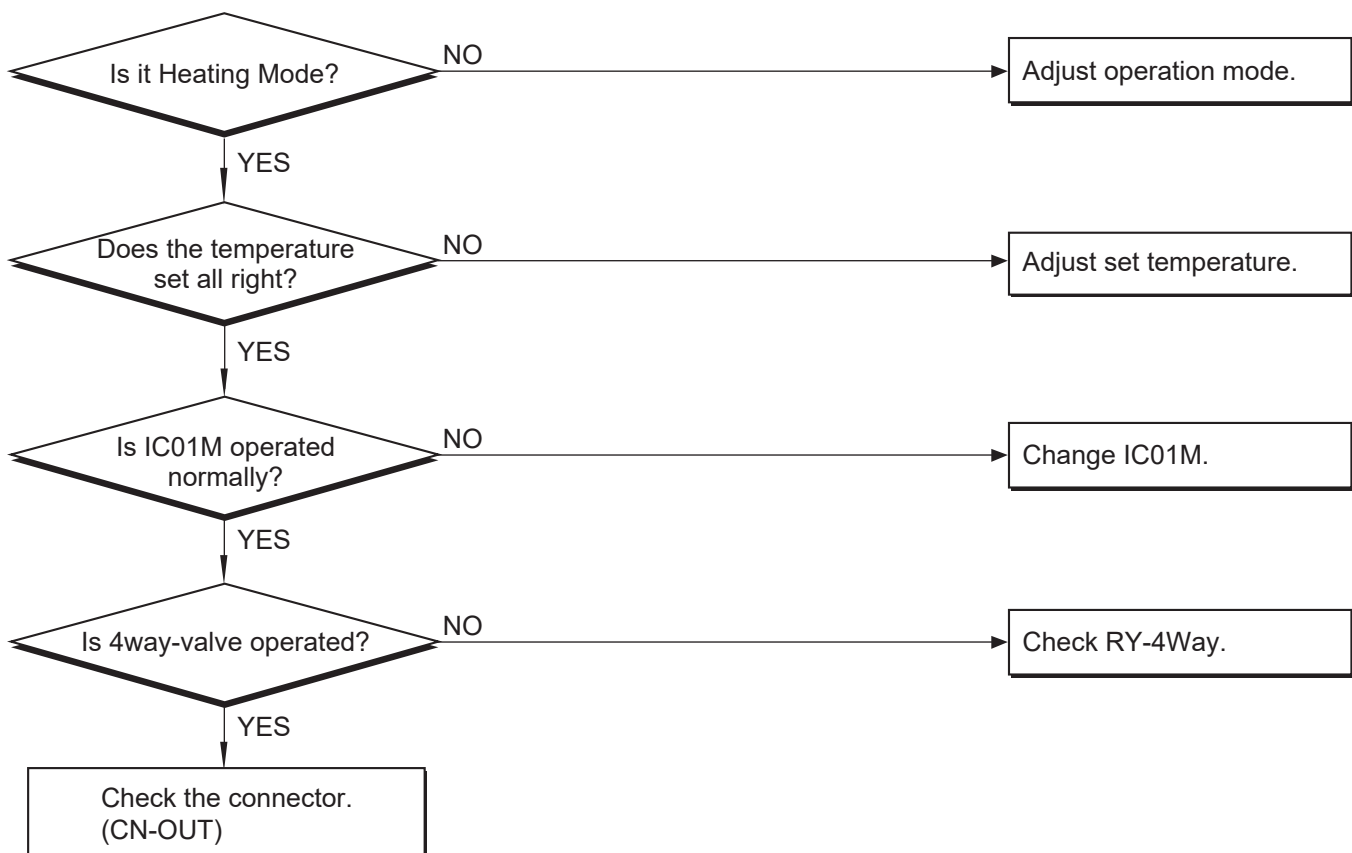 Is it Heating Mode?
NO
Adjust operation mode.
YES
Does the temperature
set all right?
NO
Adjust set temperature.
YES
Is IC01M operated
normally?
NO
Change IC01M.
YES
Is 4way-valve operated?
NO
Check RY-4Way.
YES
Check the connector.
(CN-OUT)